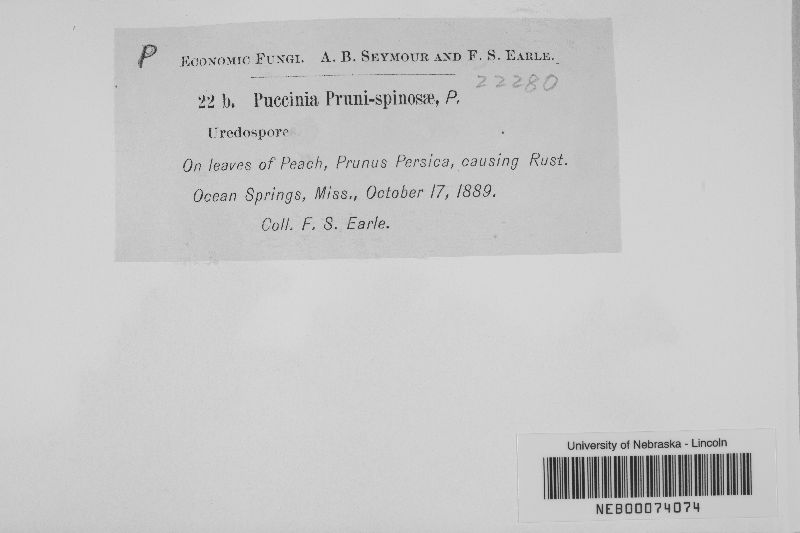 P
ECONOMIC FUNGI. A. B. SEYMOUR AND F. S. EARLE.
22280
22 b. Puccinia Pruni-spinosæ, P.
Uredospore
On leaves of Peach, Prunus Persica, causing Rust.
Ocean Springs, Miss., October 17, 1889.
Coll. F. S. Earle.
University of Nebraska - Lincoln
NEB00074074